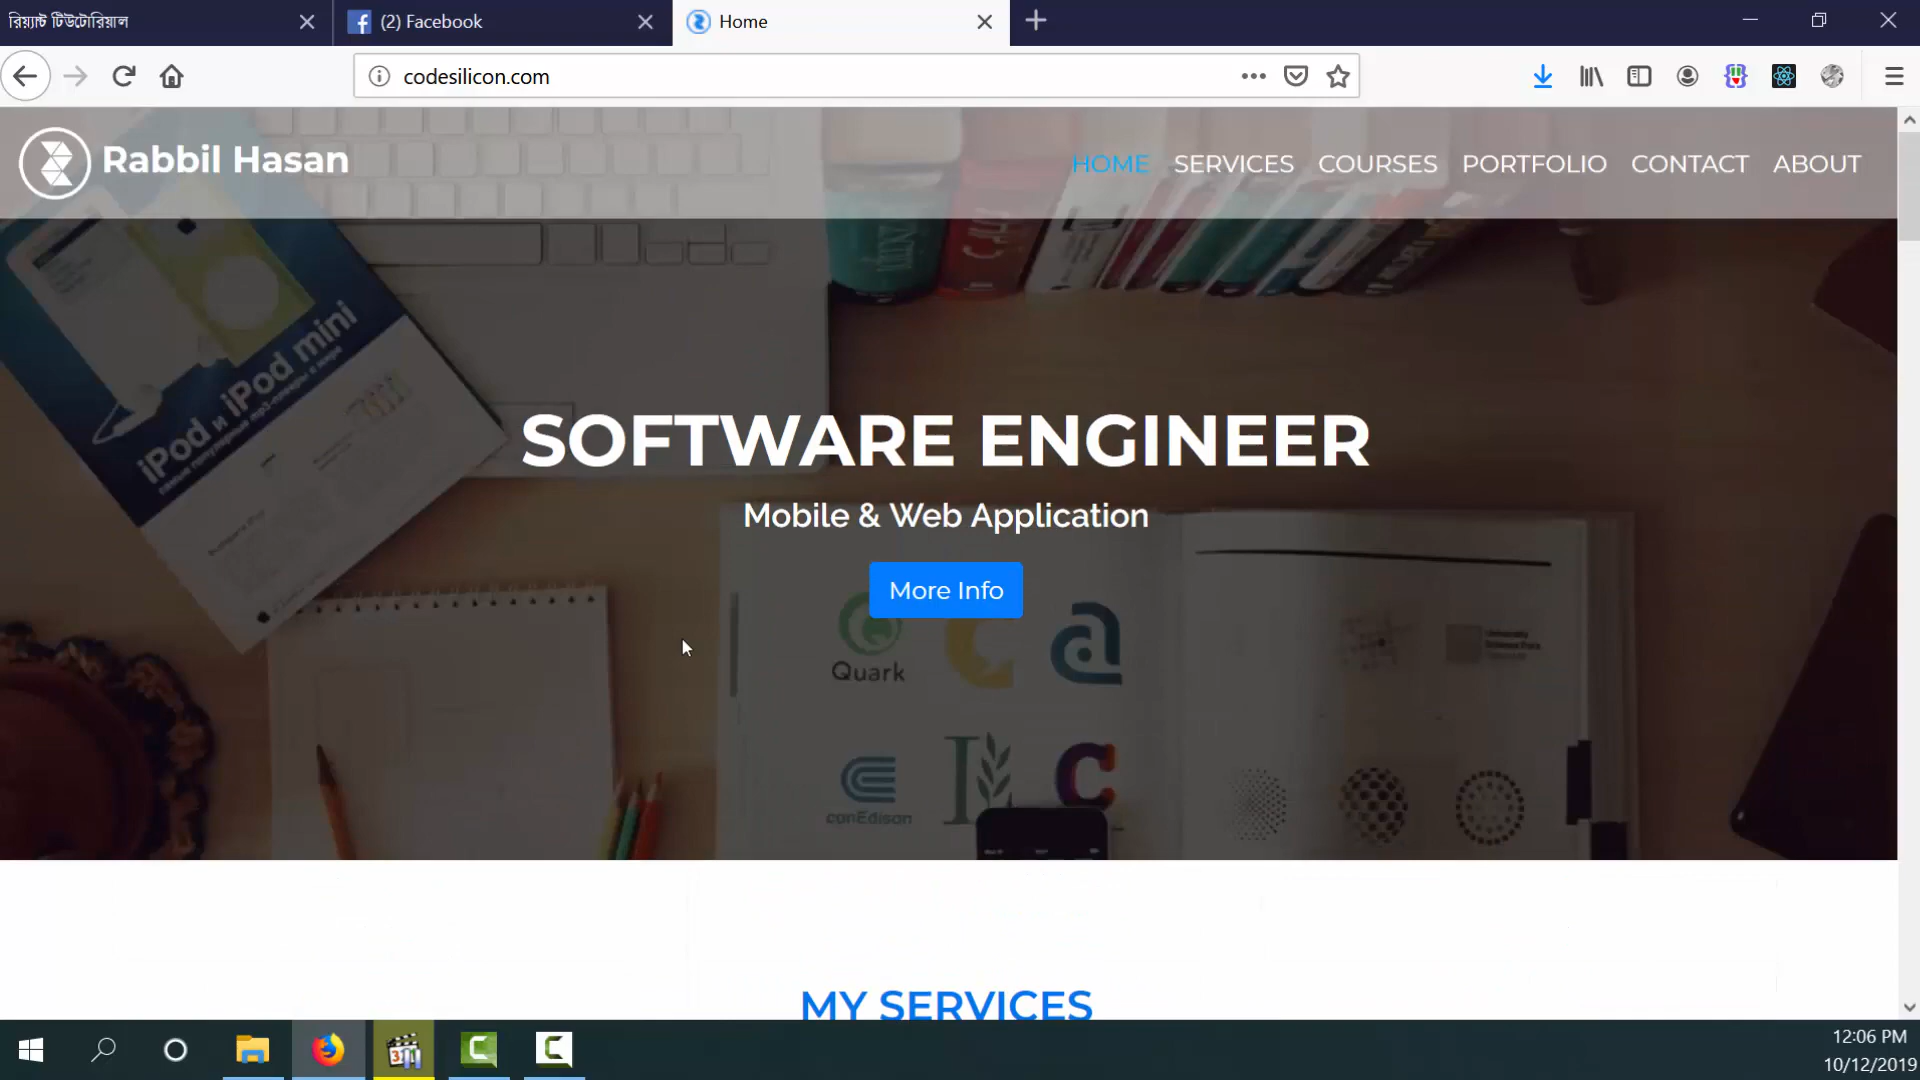 রিয়্যাক্ট টিউটোরিয়াল
(2) Facebook
Home
codesilicon.com
Rabbil Hasan
HOME SERVICES COURSES PORTFOLIO CONTACT ABOUT
iPod и iPod mini
SOFTWARE ENGINEER
Mobile & Web Application
More Info
Quark
conEdison
MY SERVICES
12:06 PM
10/12/2019